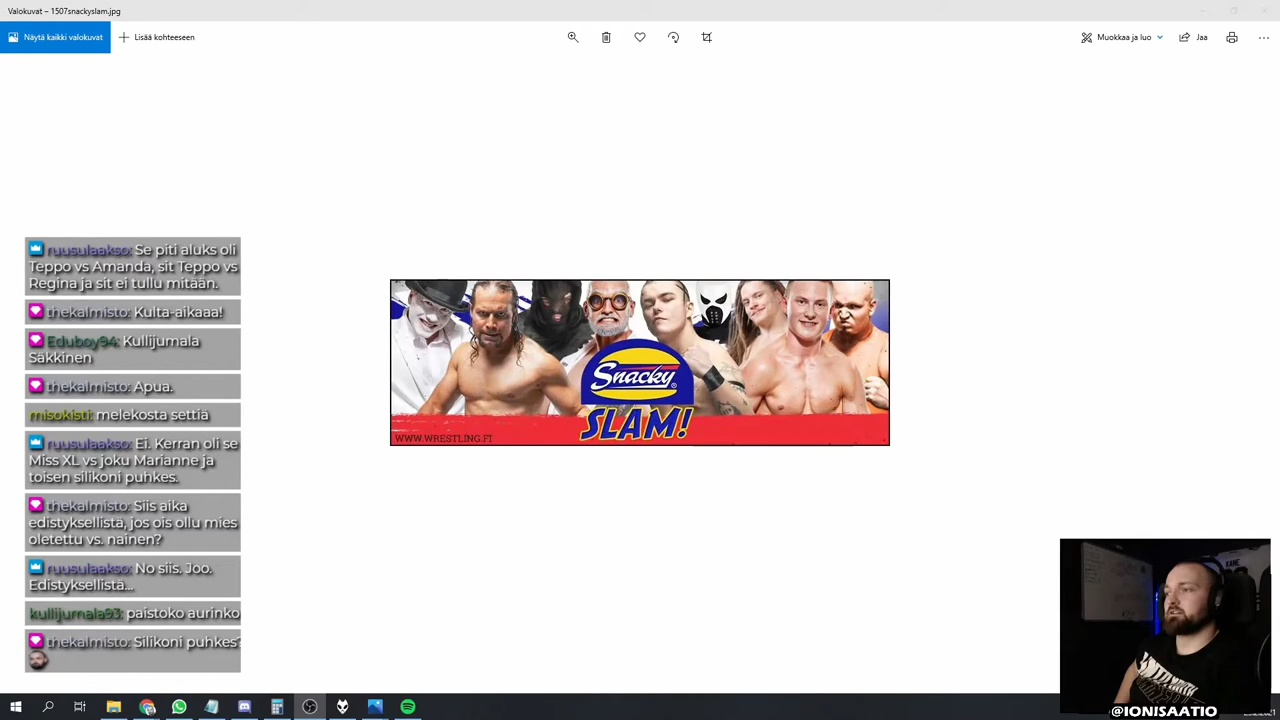 Valokuvat – 1507snackyslam.jpg
Näytä kaikki valokuvat
Lisää kohteeseen
Muokkaa ja luo
Jaa
ruusulaakso: Se piti aluks oli
Teppo vs Amanda, sit Teppo vs
Regina ja sit ei tullu mitään.
thekalmisto: Kulta-aikaaa!
Eduboy94: Kullijumala
Säkkinen
thekalmisto: Apua.
misokisti: melekosta settiä
ruusulaakso: Ei. Kerran oli se
Miss XL vs joku Marianne ja
toisen silikoni puhkes.
thekalmisto: Siis aika
edistyksellistä, jos ois ollu mies
oletettu vs. nainen?
ruusulaakso: No siis. Joo.
Edistyksellistä...
kullijumala93: paistoko aurinko
thekalmisto: Silikoni puhkes?
Snacky®
SLAM!
WWW.WRESTLING.FI
KANE
@IONISAATIO